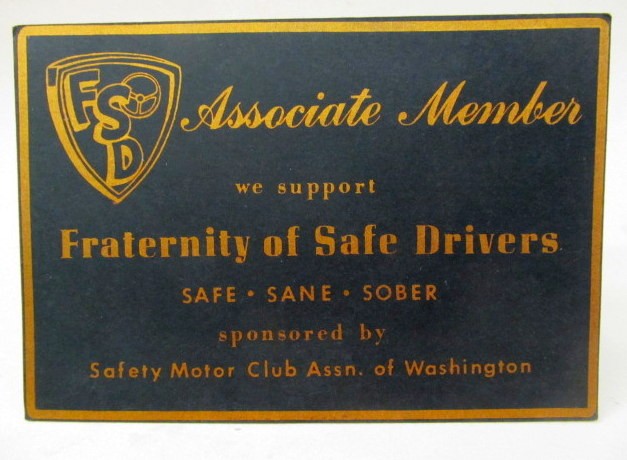 FSD
Associate Member
we support
Fraternity of Safe Drivers
SAFE • SANE • SOBER
sponsored by
Safety Motor Club Assn. of Washington